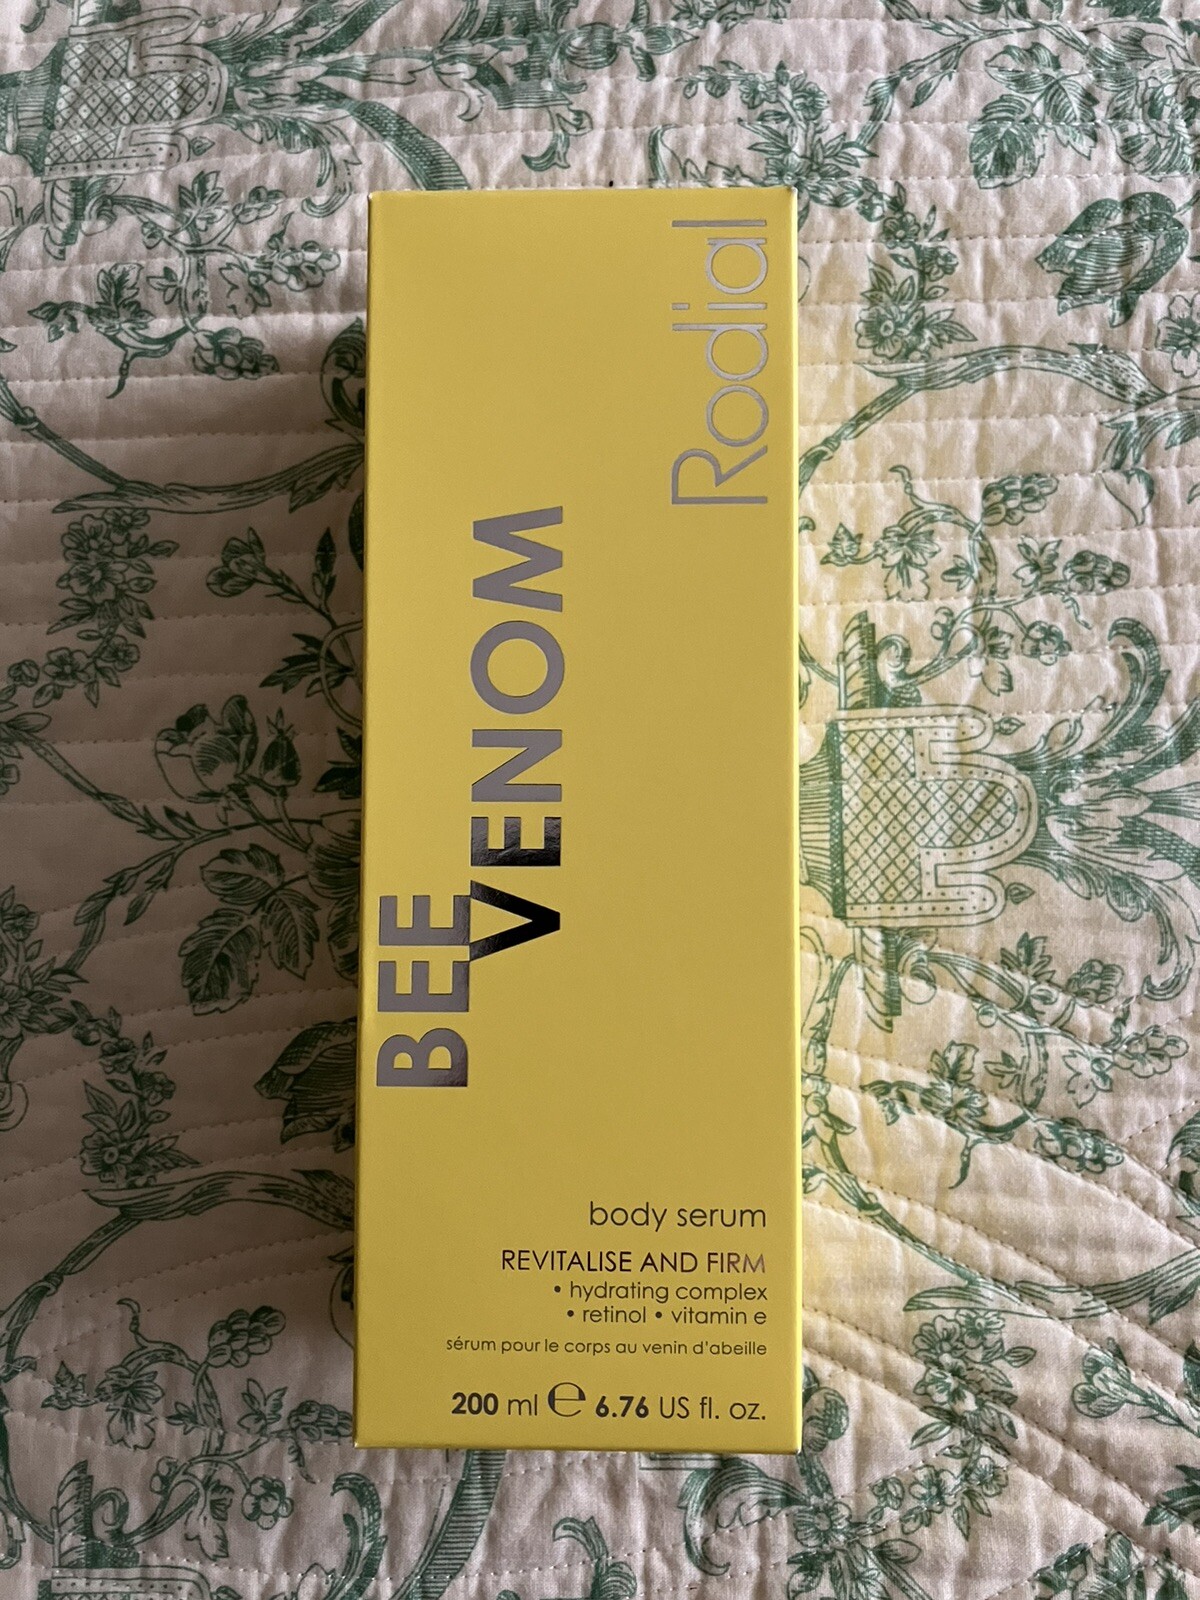 Rodial
BEE
VENOM
body serum
REVITALISE AND FIRM
• hydrating complex
• retinol • vitamin e
sérum pour le corps au venin d'abeille
200 ml ℮ 6.76 US fl. oz.